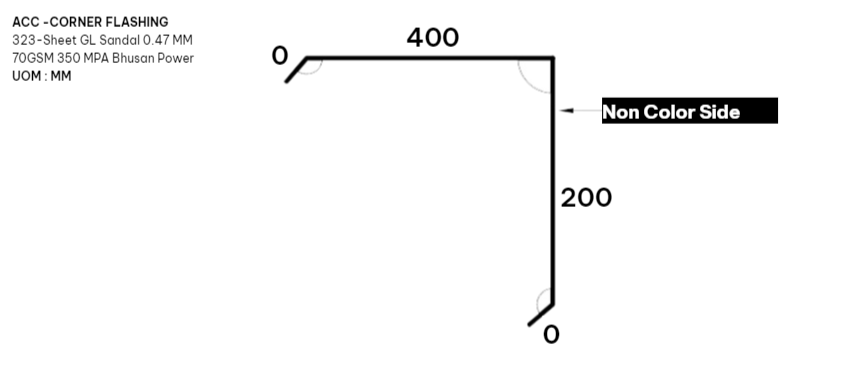 ACC -CORNER FLASHING
323-Sheet GL Sandal 0.47 MM
70GSM 350 MPA Bhusan Power
UOM : MM
0
400
Non Color Side
200
0